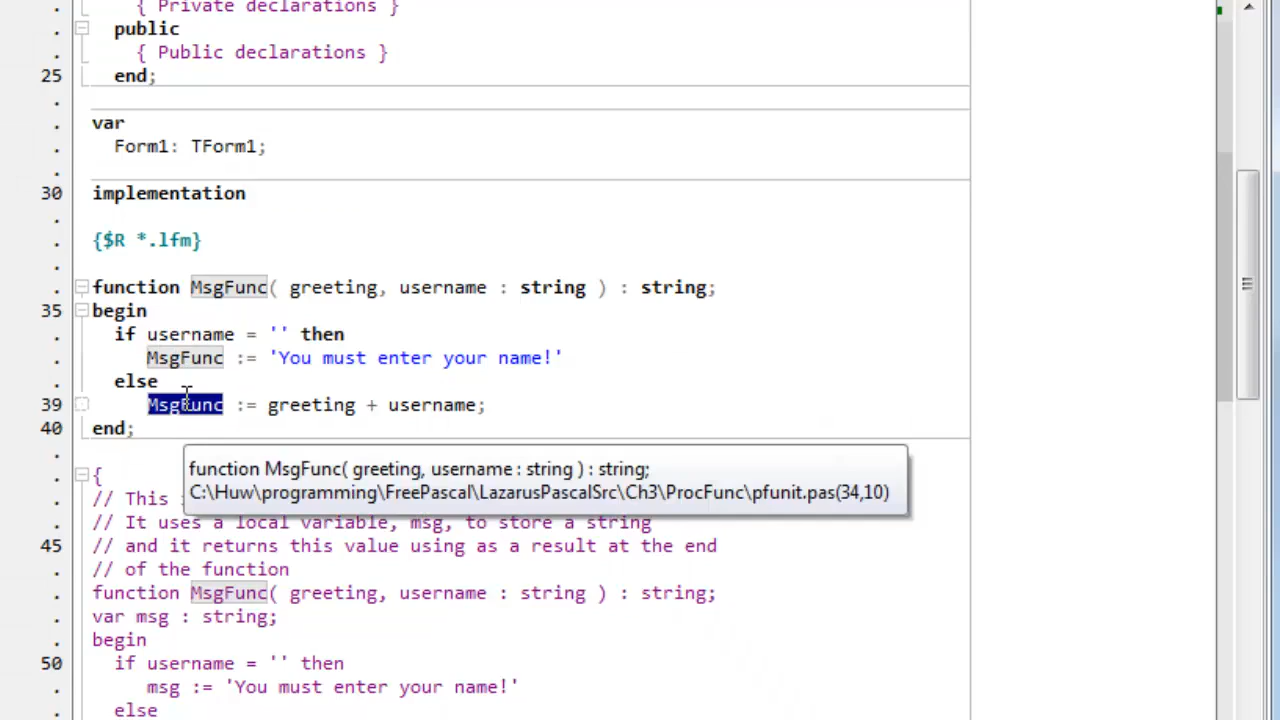 { Private declarations }
public
{ Public declarations }
25 end;
var
Form1: TForm1;
30 implementation
{$R *.lfm}
function MsgFunc( greeting, username : string ) : string;
35 begin
if username = '' then
MsgFunc := 'You must enter your name!'
else
39 MsgFunc := greeting + username;
40 end;
function MsgFunc( greeting, username : string ) : string;
C:\Huw\programming\FreePascal\LazarusPascalSrc\Ch3\ProcFunc\pfunit.pas(34,10)
{
// This
// It uses a local variable, msg, to store a string
45 // and it returns this value using as a result at the end
// of the function
function MsgFunc( greeting, username : string ) : string;
var msg : string;
begin
50 if username = '' then
msg := 'You must enter your name!'
else